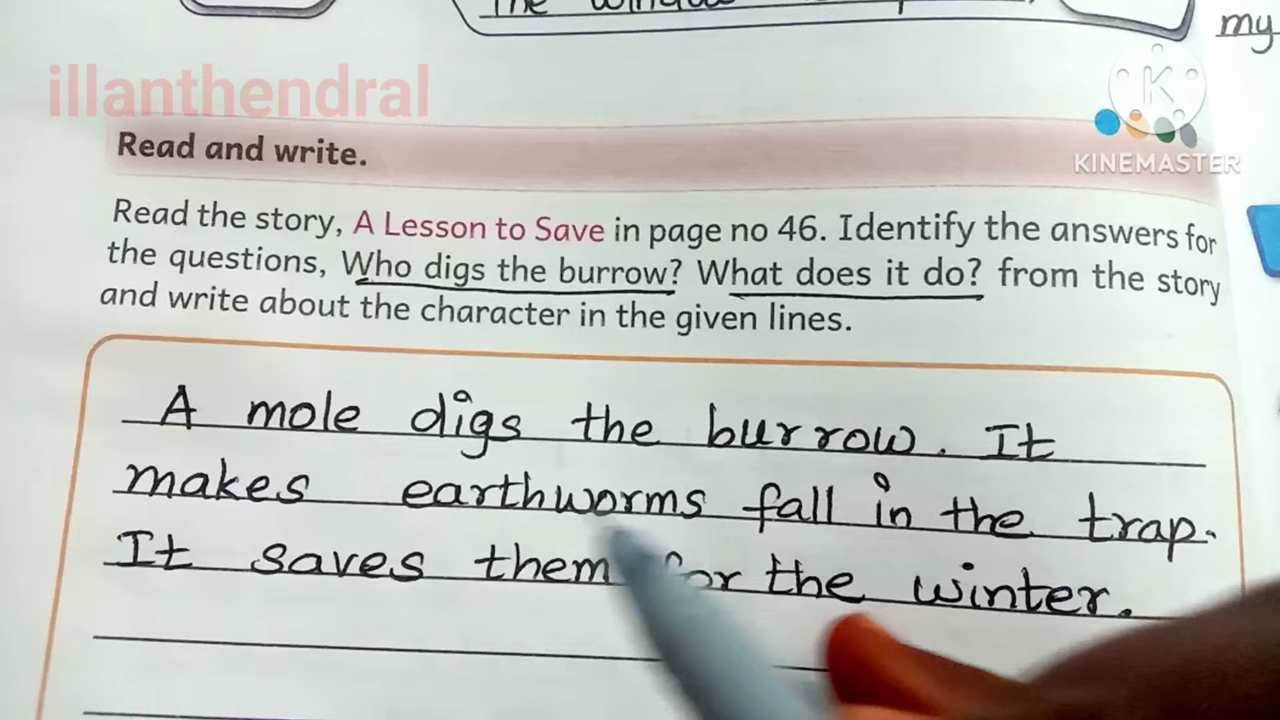 The window
my
illanthendral
K
KINEMASTER
Read and write.
Read the story, A Lesson to Save in page no 46. Identify the answers for
the questions, Who digs the burrow? What does it do? from the story
and write about the character in the given lines.
A mole digs the burrow. It
makes earthworms fall in the trap.
It saves them for the winter.